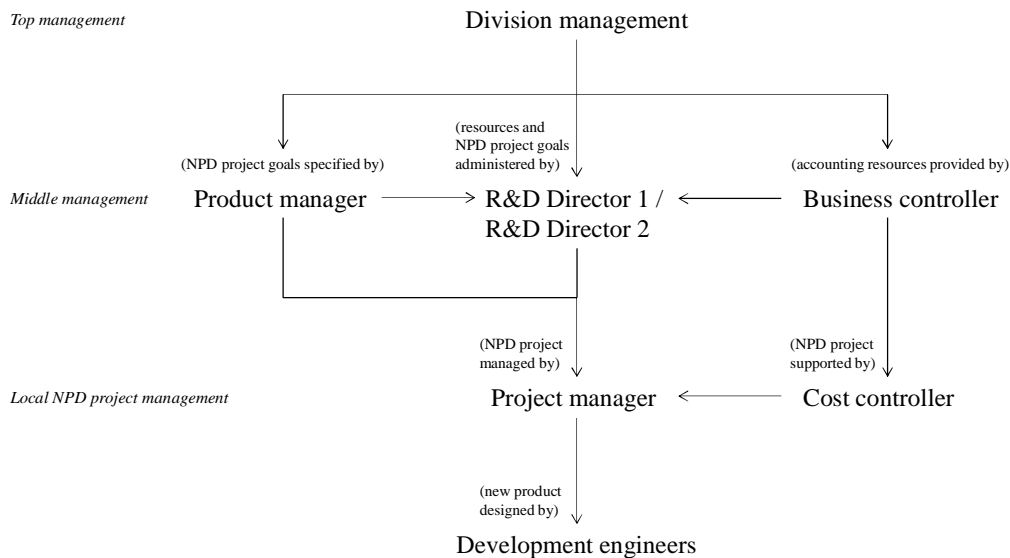 Top management
Division management
(resources and
NPD project goals
administered by)
(NPD project goals specified by)
(accounting resources provided by)
Middle management
Product manager
R&D Director 1 /
R&D Director 2
Business controller
(NPD project
managed by)
(NPD project
supported by)
Local NPD project management
Project manager
Cost controller
(new product
designed by)
Development engineers